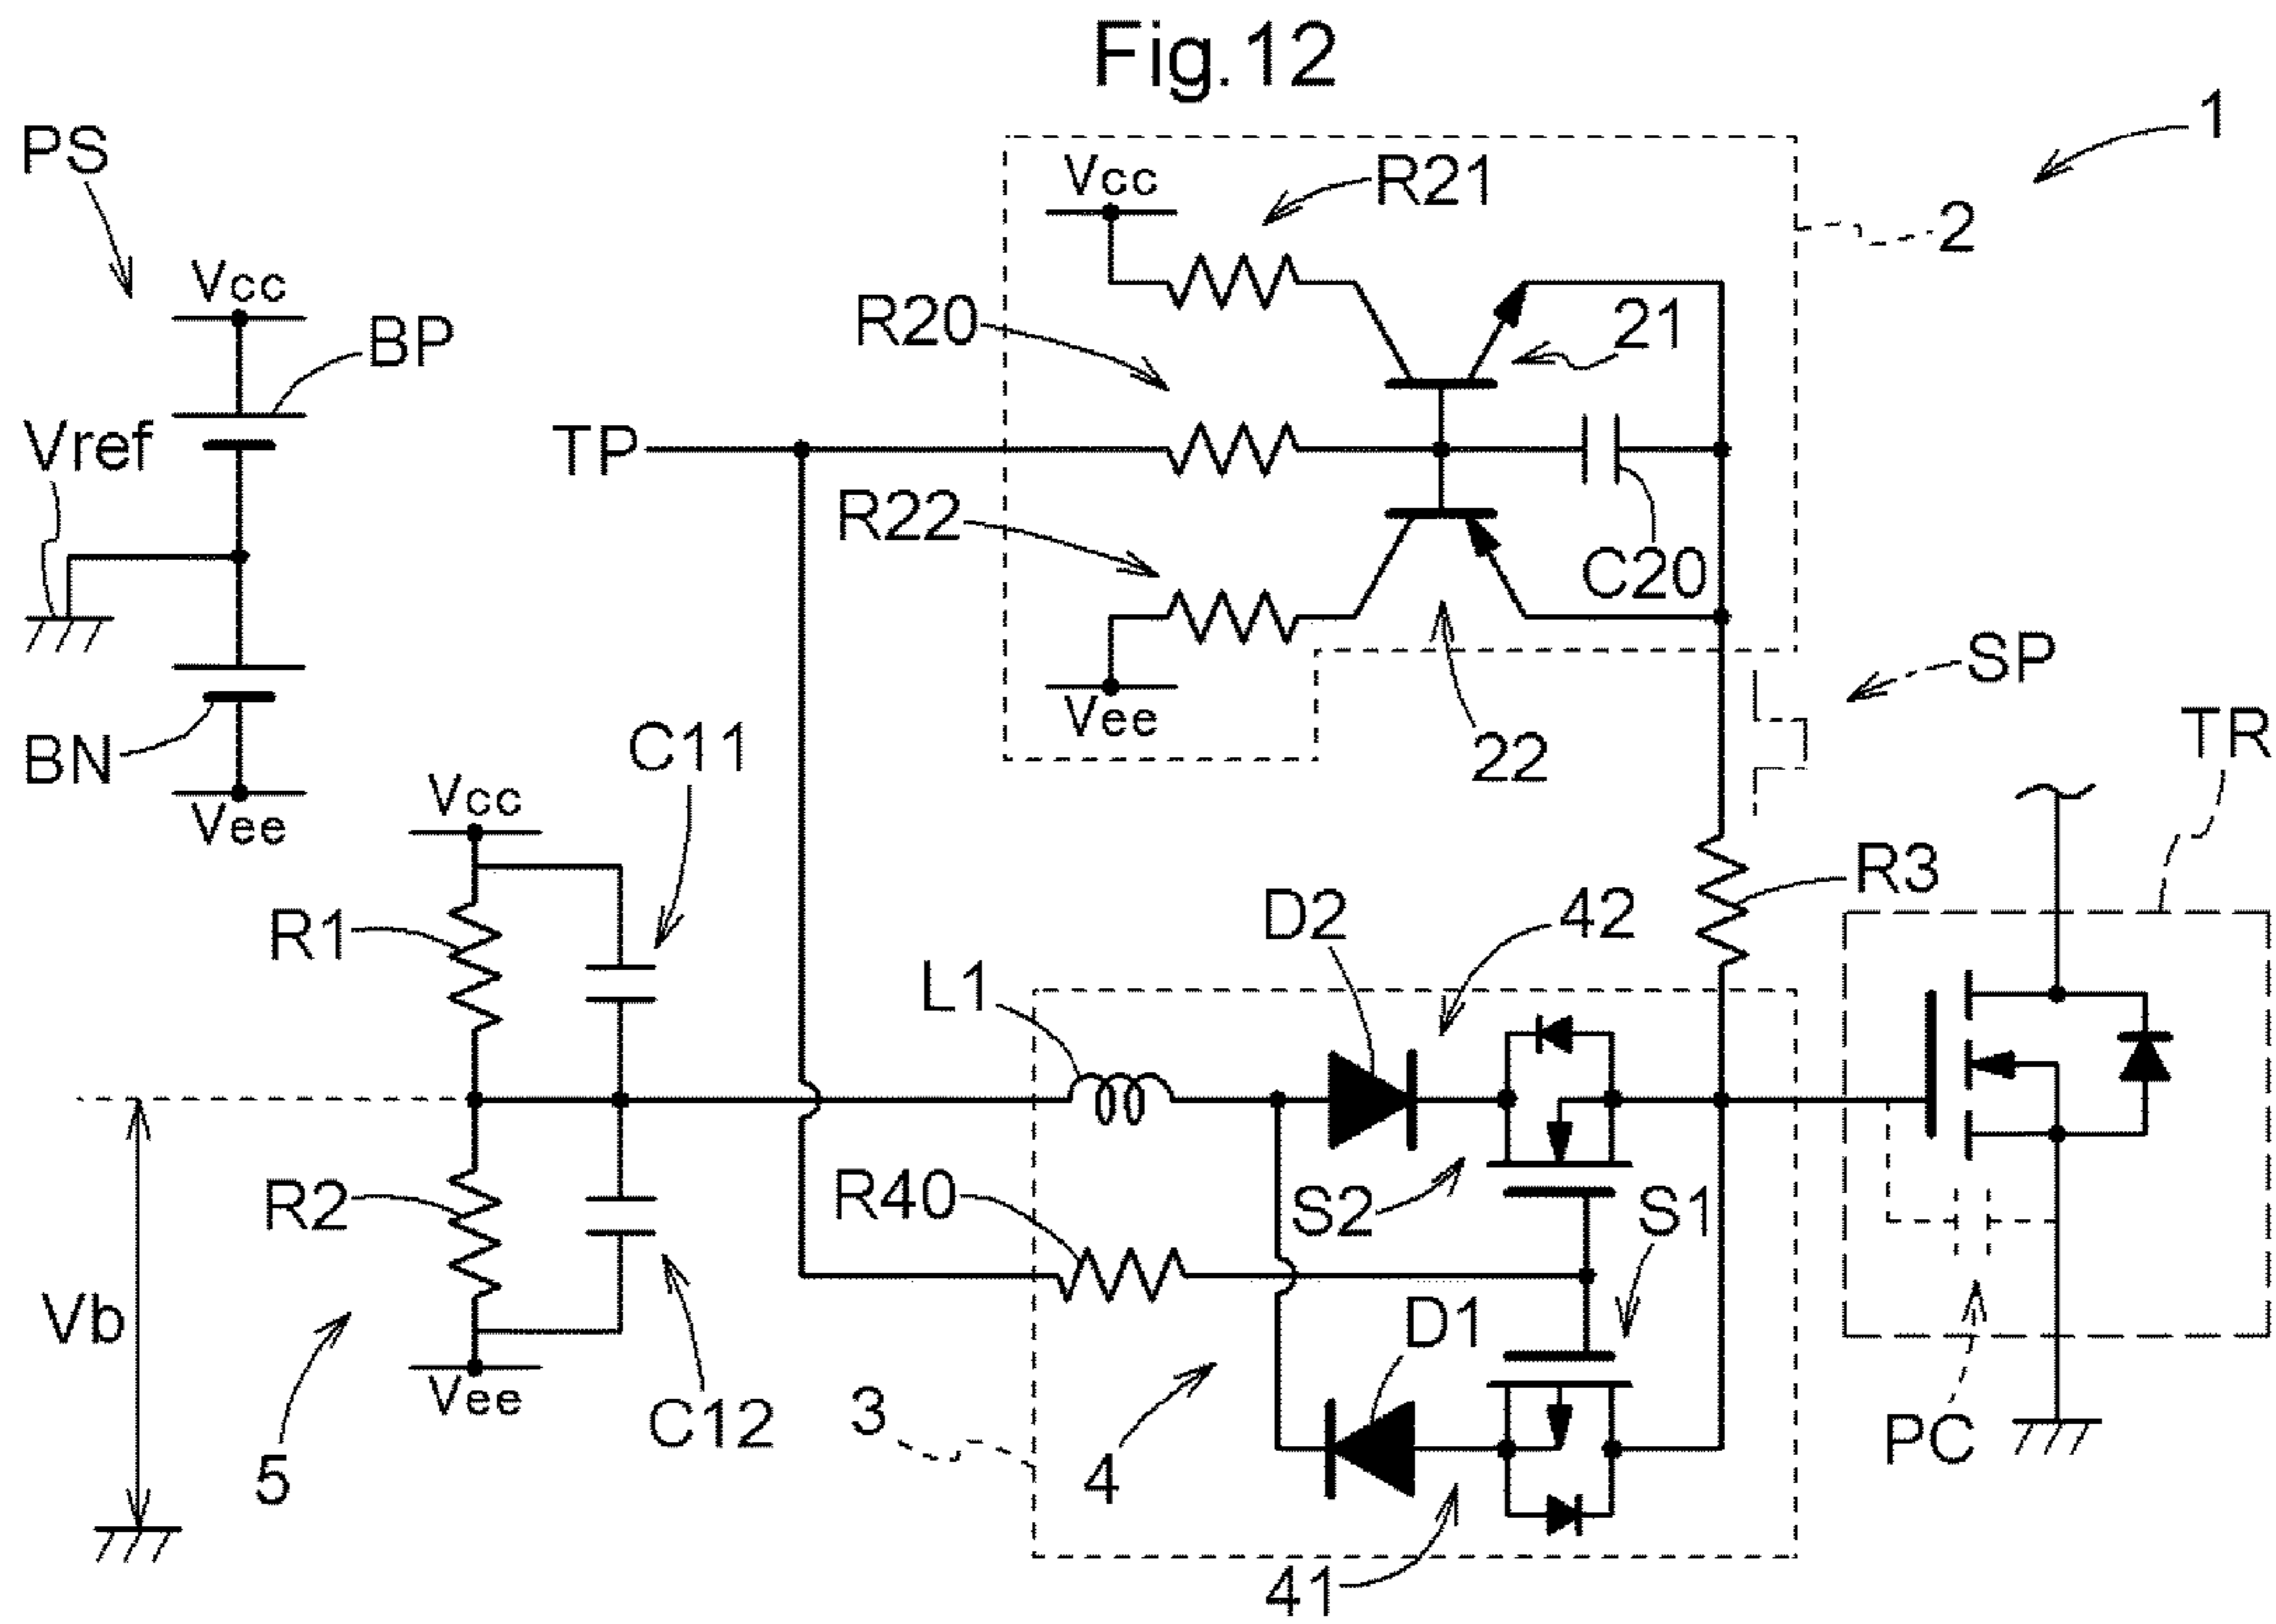 Fig.12
1
PS
Vcc
R21
2
Vcc
BP
R20
21
Vref
TP
R22
C20
SP
Vee
22
TR
BN
C11
Vee
Vcc
R3
D2
42
R1
L1
R40
S2
S1
R2
Vb
D1
Vee
C12
3
4
PC
5
41